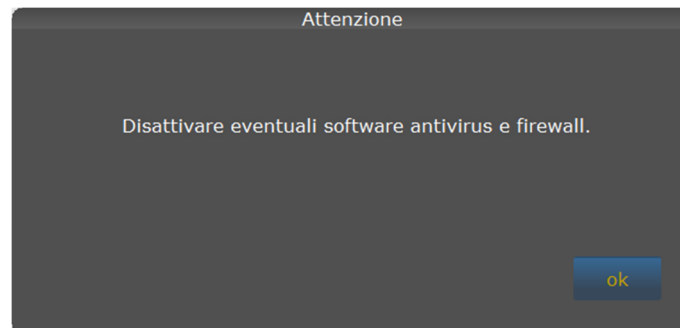 Attenzione
Disattivare eventuali software antivirus e firewall.
ok